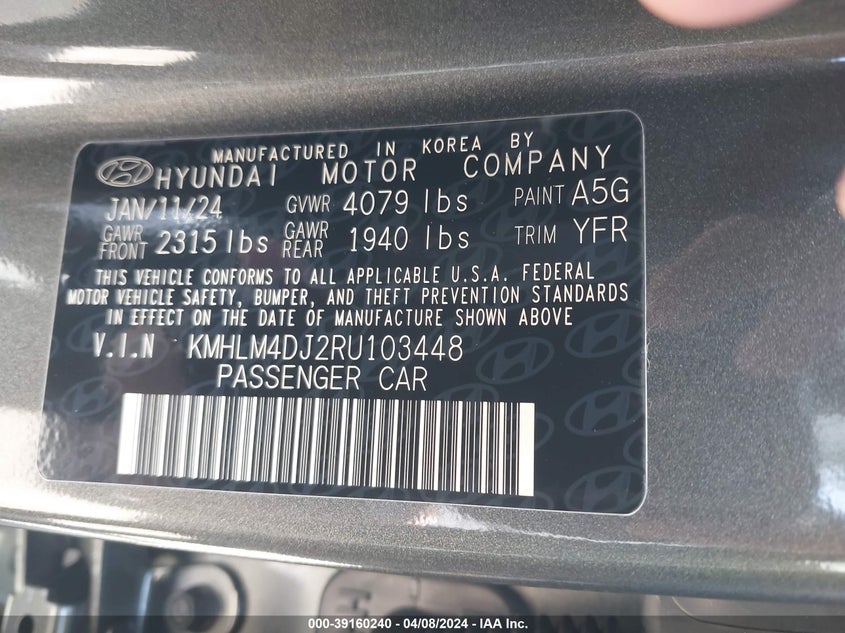 MANUFACTURED IN KOREA BY
HYUNDAI MOTOR COMPANY
JAN/11/24 GVWR 4079 lbs PAINT A5G
GAWR FRONT 2315 lbs GAWR REAR 1940 lbs TRIM YFR
THIS VEHICLE CONFORMS TO ALL APPLICABLE U.S.A. FEDERAL
MOTOR VEHICLE SAFETY, BUMPER, AND THEFT PREVENTION STANDARDS
IN EFFECT ON THE DATE OF MANUFACTURE SHOWN ABOVE
V.I.N KMHLM4DJ2RU103448
PASSENGER CAR
000-39160240 - 04/08/2024 - IAA Inc.